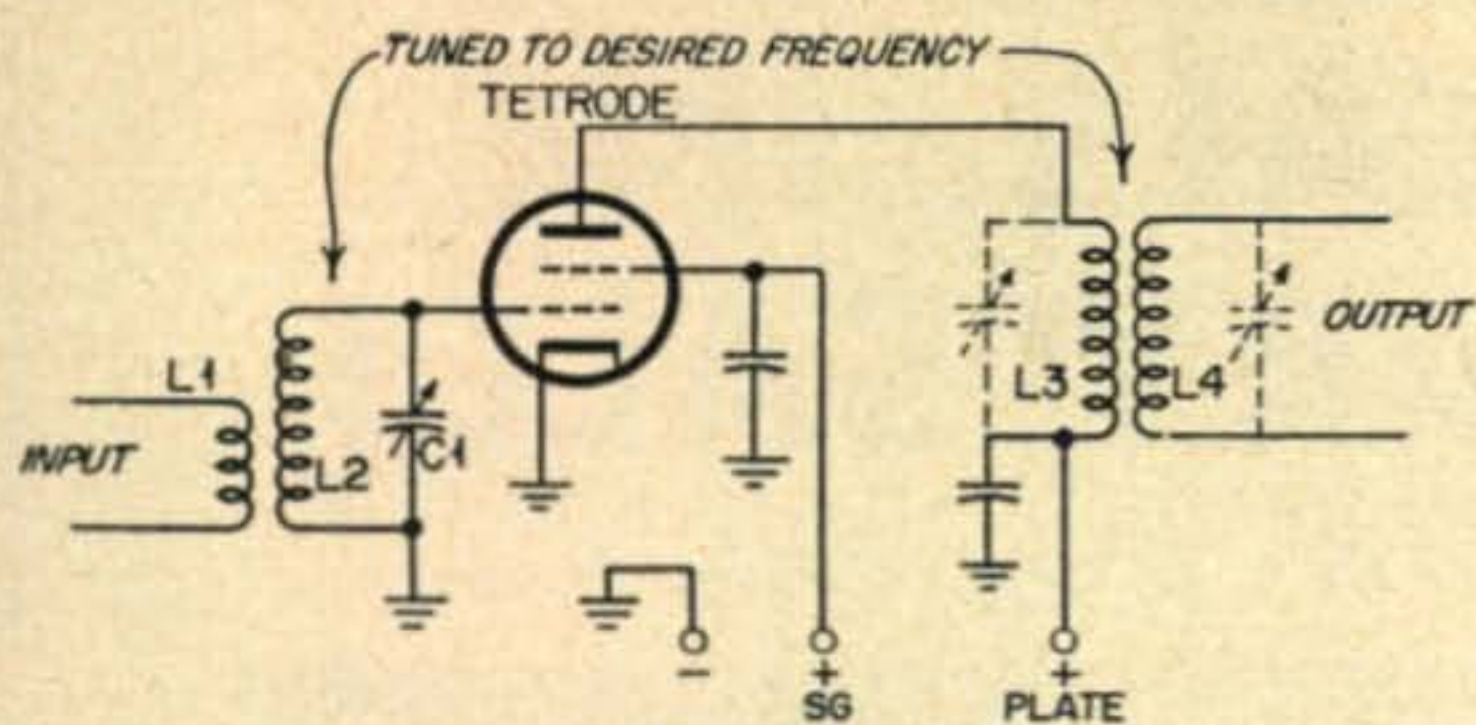 TUNED TO DESIRED FREQUENCY
TETRODE
L1
INPUT
L2
C1
L3
L4
OUTPUT
−
+
SG
+
PLATE